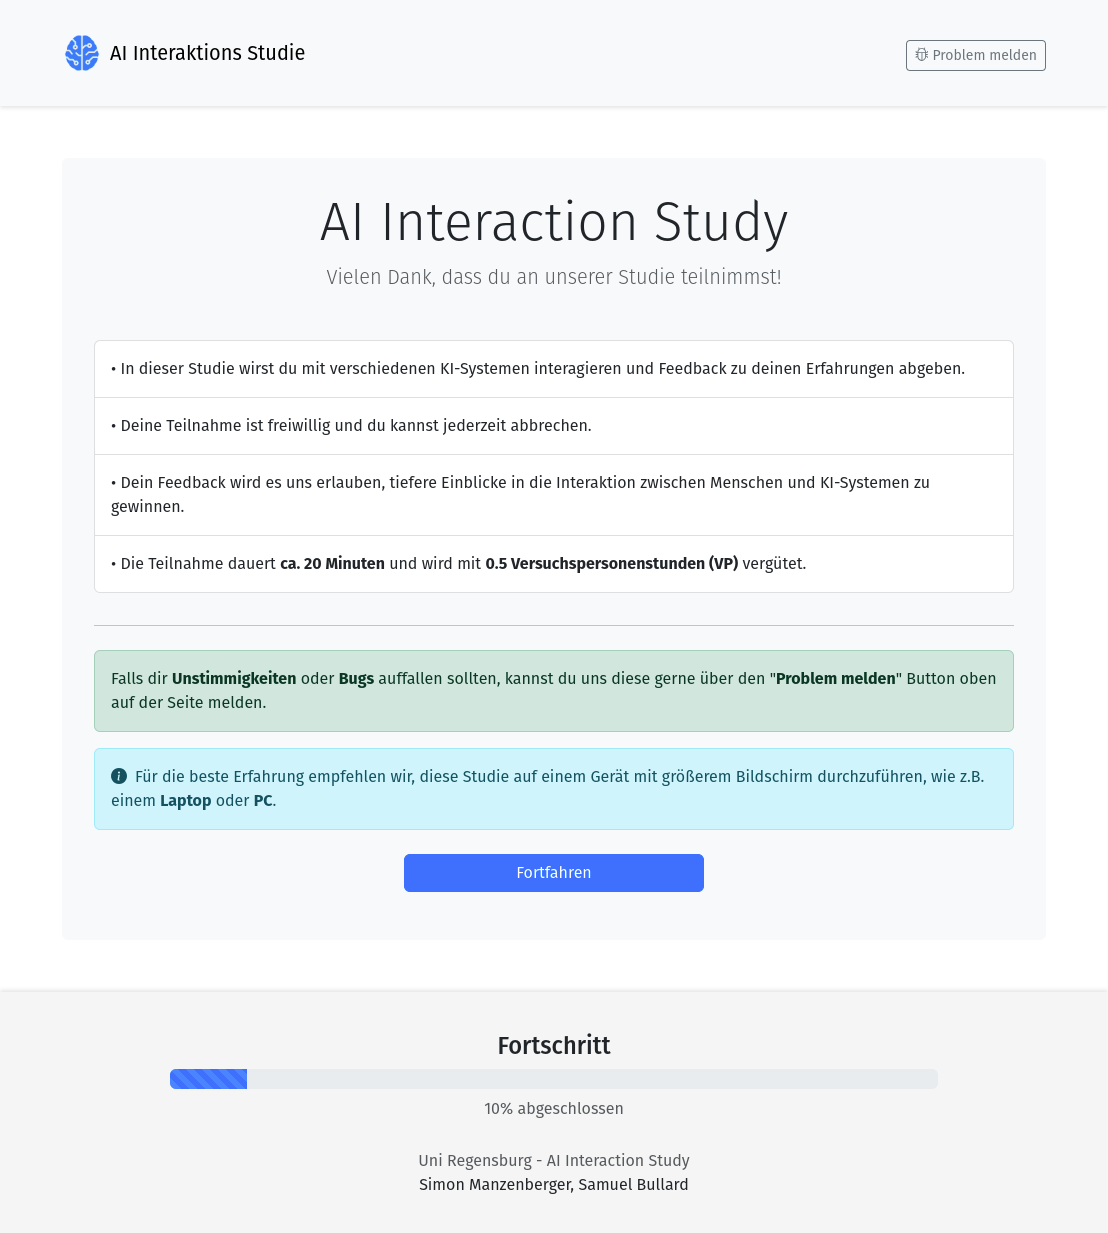 AI Interaktions Studie
Problem melden
AI Interaction Study
Vielen Dank, dass du an unserer Studie teilnimmst!
• In dieser Studie wirst du mit verschiedenen KI-Systemen interagieren und Feedback zu deinen Erfahrungen abgeben.
• Deine Teilnahme ist freiwillig und du kannst jederzeit abbrechen.
• Dein Feedback wird es uns erlauben, tiefere Einblicke in die Interaktion zwischen Menschen und KI-Systemen zu
gewinnen.
• Die Teilnahme dauert ca. 20 Minuten und wird mit 0.5 Versuchspersonenstunden (VP) vergütet.
Falls dir Unstimmigkeiten oder Bugs auffallen sollten, kannst du uns diese gerne über den "Problem melden" Button oben
auf der Seite melden.
Für die beste Erfahrung empfehlen wir, diese Studie auf einem Gerät mit größerem Bildschirm durchzuführen, wie z.B.
einem Laptop oder PC.
Fortfahren
Fortschritt
10% abgeschlossen
Uni Regensburg - AI Interaction Study
Simon Manzenberger, Samuel Bullard